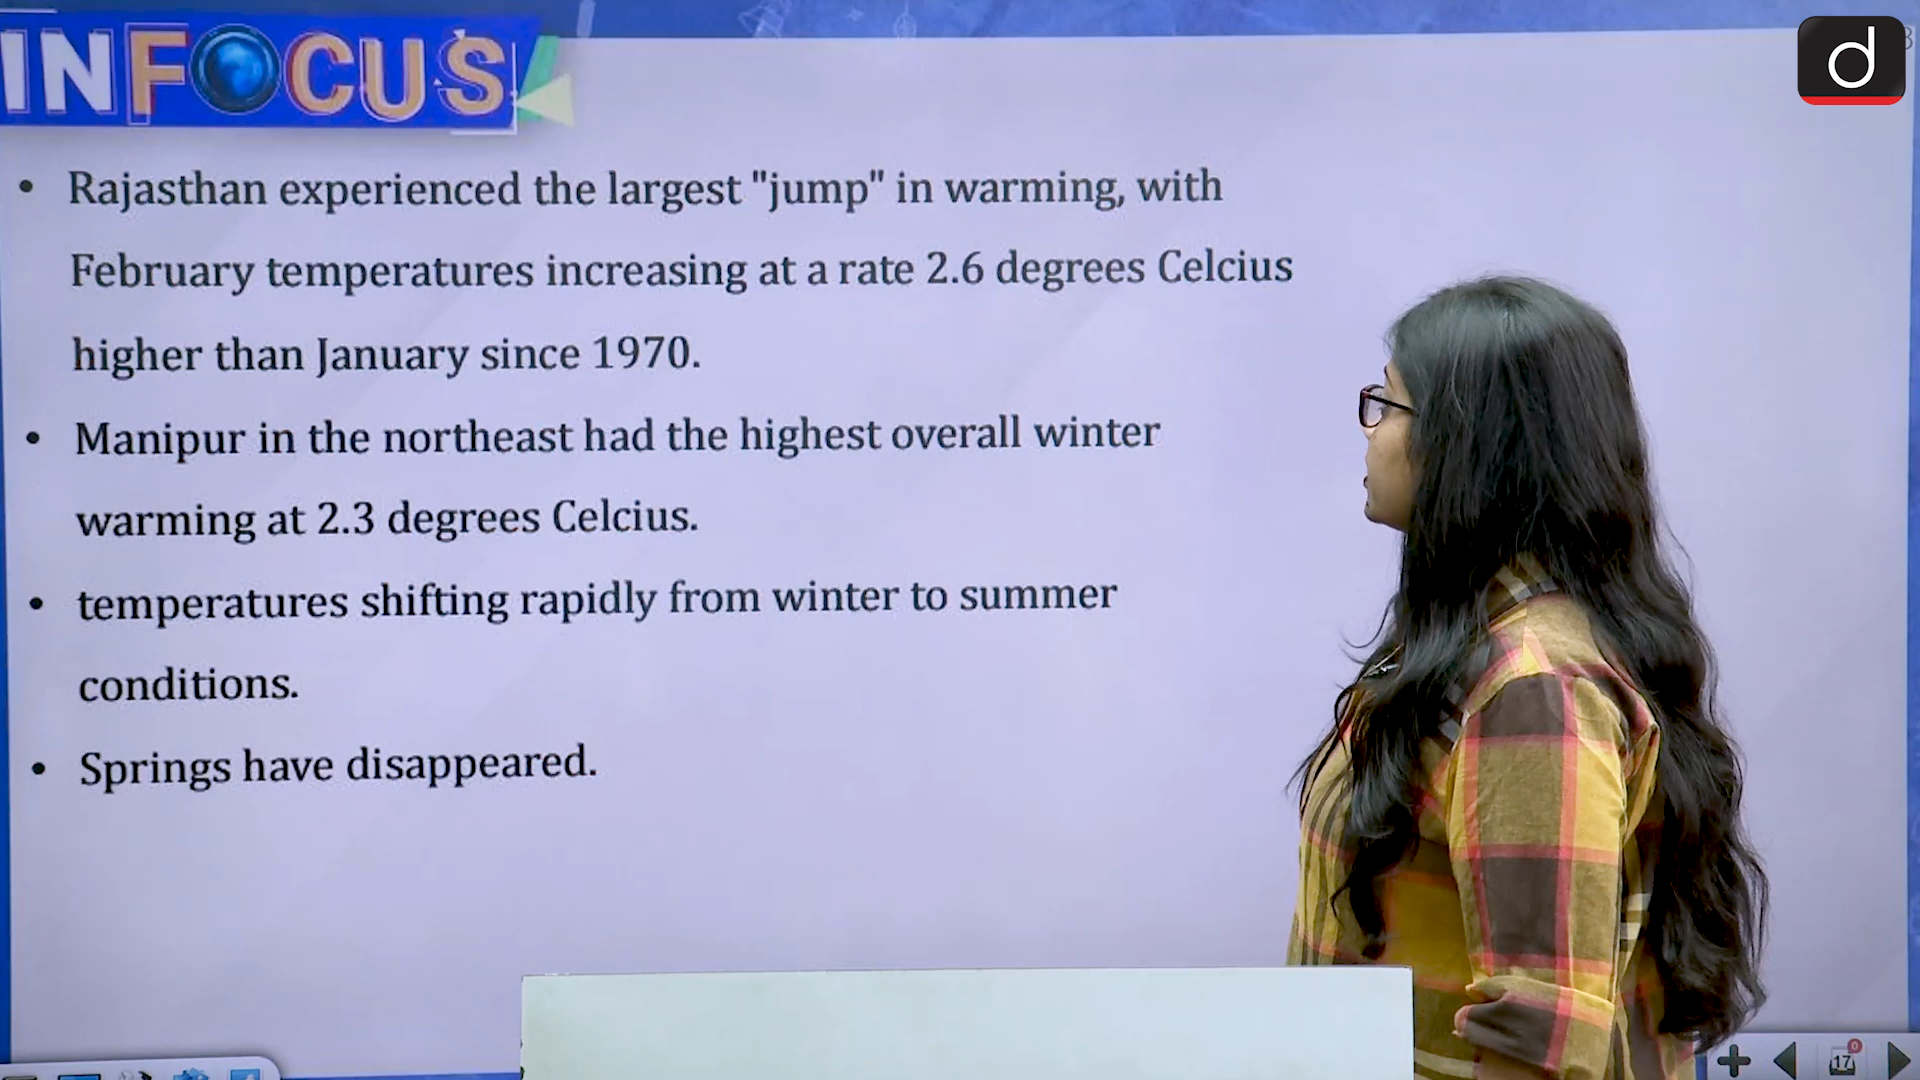 INFOCUS
d
• Rajasthan experienced the largest "jump" in warming, with
February temperatures increasing at a rate 2.6 degrees Celcius
higher than January since 1970.
• Manipur in the northeast had the highest overall winter
warming at 2.3 degrees Celcius.
• temperatures shifting rapidly from winter to summer
conditions.
• Springs have disappeared.
17
0